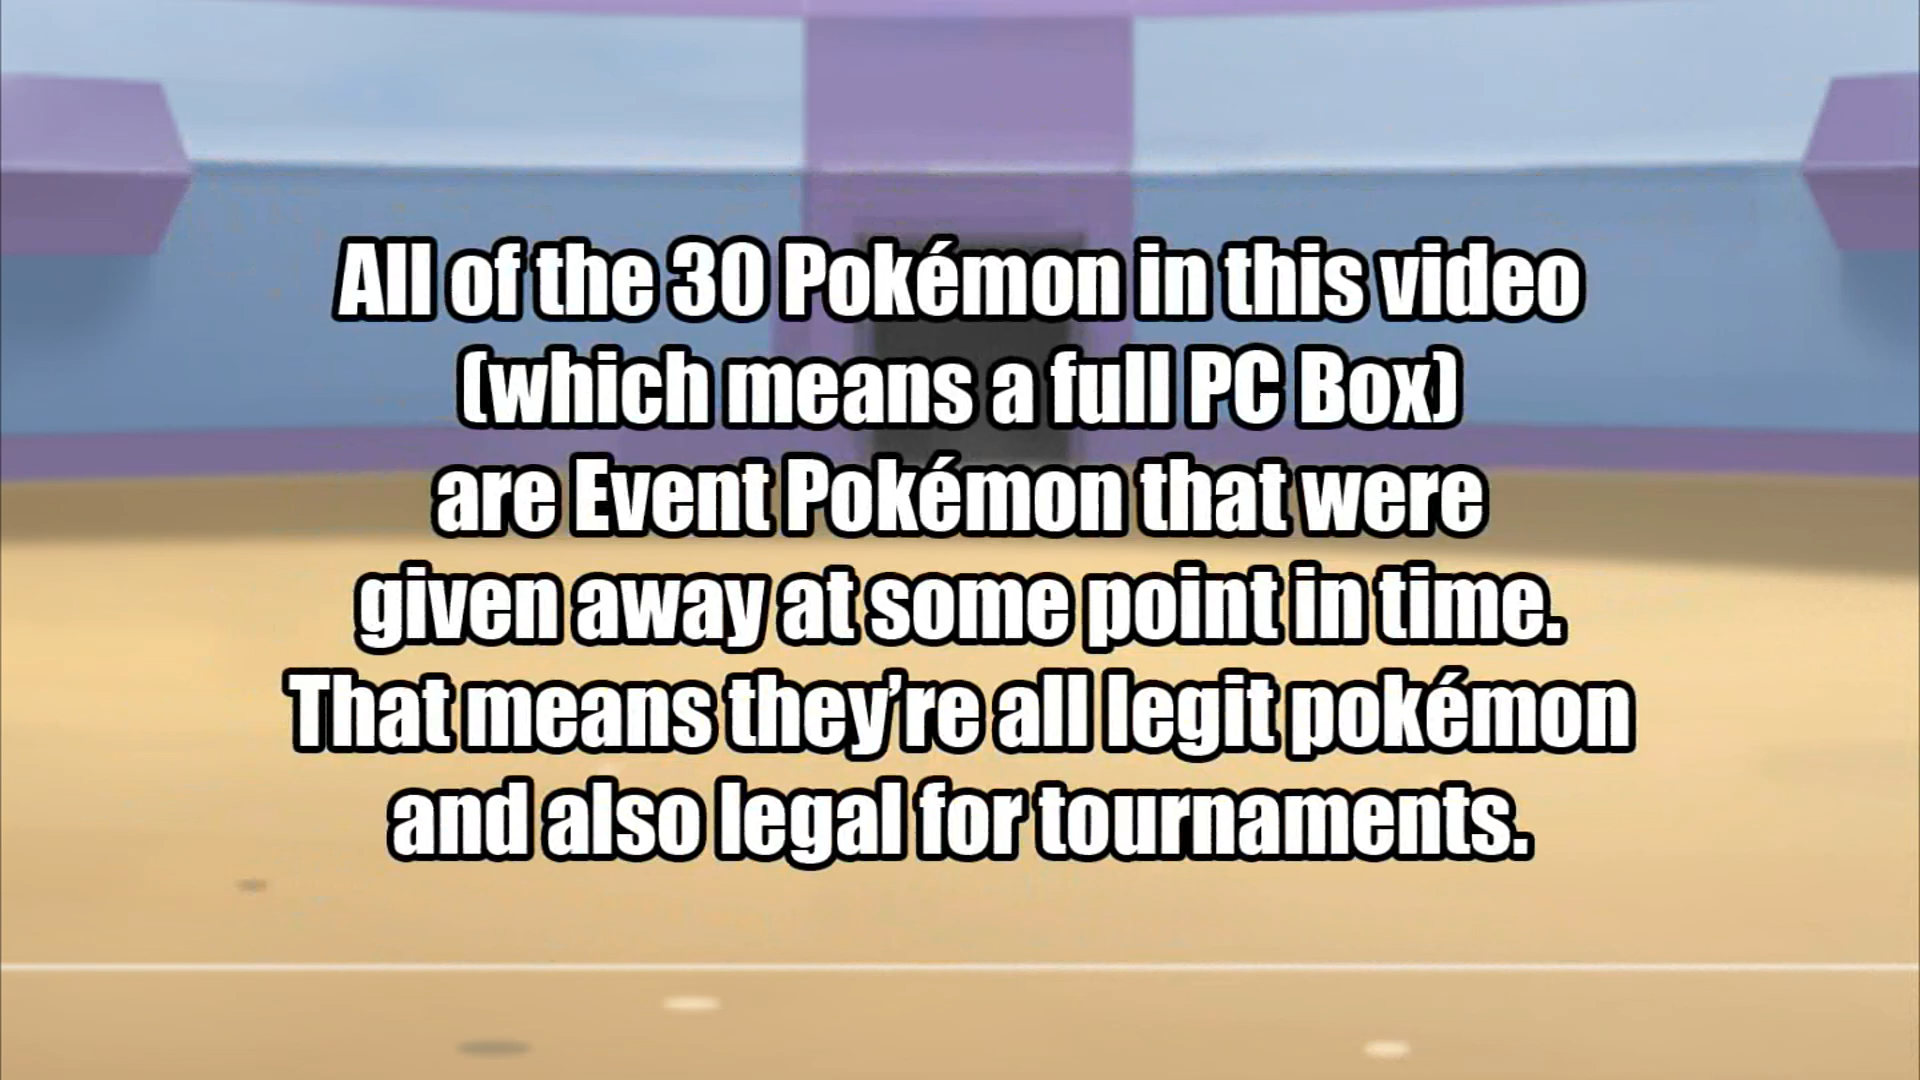 All of the 30 Pokémon in this video
(which means a full PC Box)
are Event Pokémon that were
given away at some point in time.
That means they’re all legit pokémon
and also legal for tournaments.